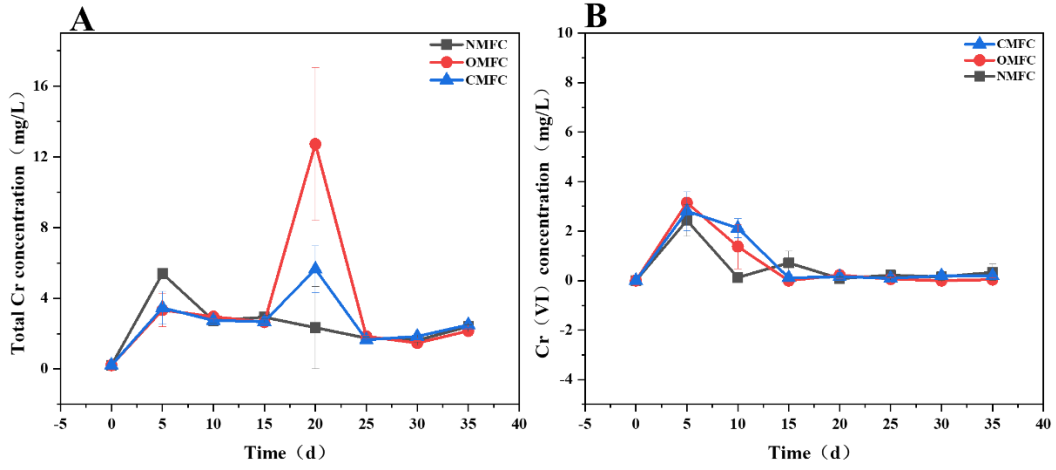 A
NMFC
OMFC
CMFC
Total Cr concentration（mg/L）
16
12
8
4
0
-5
0
5
10
15
20
25
30
35
40
Time（d）
B
CMFC
OMFC
NMFC
Cr（VI）concentration（mg/L）
10
8
6
4
2
0
-2
-4
-5
0
5
10
15
20
25
30
35
40
Time（d）